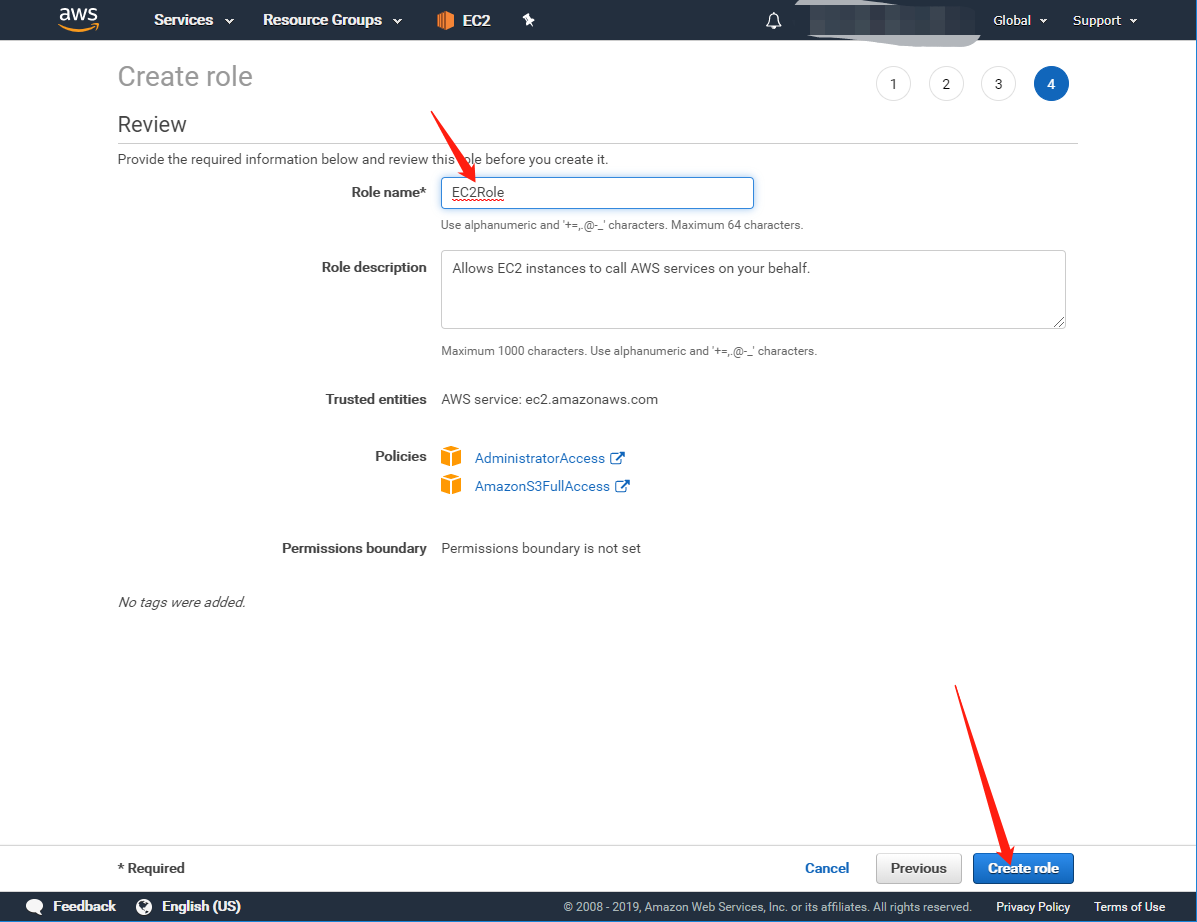 aws Services Resource Groups EC2 Global Support
Create role
1 2 3 4
Review
Provide the required information below and review this role before you create it.
Role name* EC2Role
Use alphanumeric and '+=,.@-_' characters. Maximum 64 characters.
Role description Allows EC2 instances to call AWS services on your behalf.
Maximum 1000 characters. Use alphanumeric and '+=,.@-_' characters.
Trusted entities AWS service: ec2.amazonaws.com
Policies AdministratorAccess
AmazonS3FullAccess
Permissions boundary Permissions boundary is not set
No tags were added.
* Required Cancel Previous Create role
Feedback English (US) © 2008 - 2019, Amazon Web Services, Inc. or its affiliates. All rights reserved. Privacy Policy Terms of Use